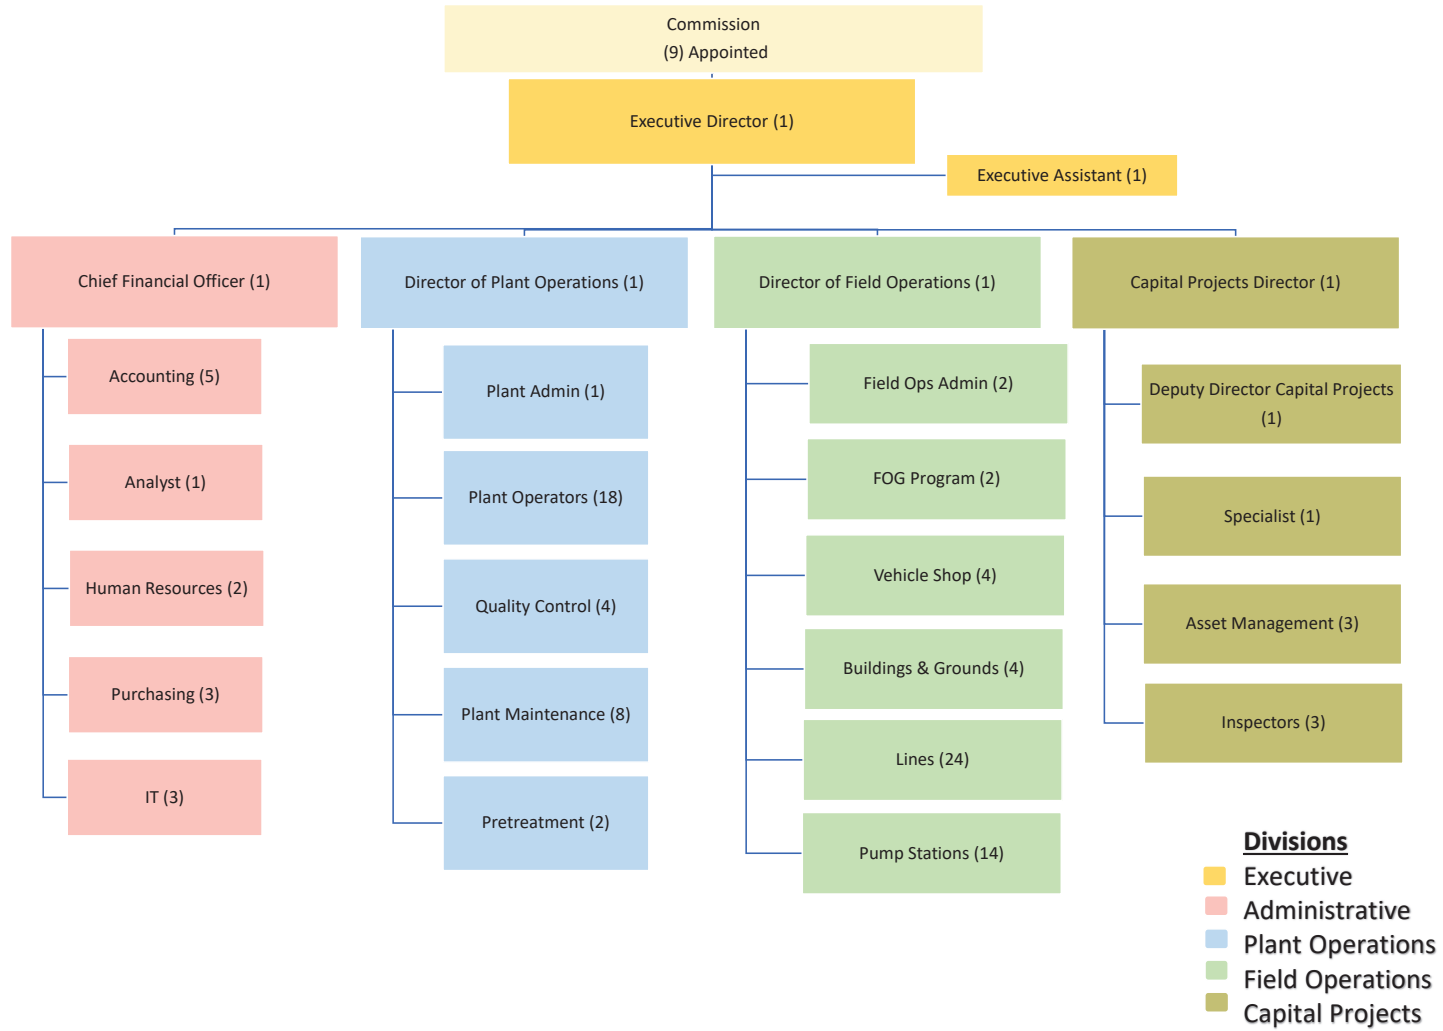 Commission
(9) Appointed
Executive Director (1)
Executive Assistant (1)
Chief Financial Officer (1)
Accounting (5)
Analyst (1)
Human Resources (2)
Purchasing (3)
IT (3)
Director of Plant Operations (1)
Plant Admin (1)
Plant Operators (18)
Quality Control (4)
Plant Maintenance (8)
Pretreatment (2)
Director of Field Operations (1)
Field Ops Admin (2)
FOG Program (2)
Vehicle Shop (4)
Buildings & Grounds (4)
Lines (24)
Pump Stations (14)
Capital Projects Director (1)
Deputy Director Capital Projects
(1)
Specialist (1)
Asset Management (3)
Inspectors (3)
Divisions
Executive
Administrative
Plant Operations
Field Operations
Capital Projects